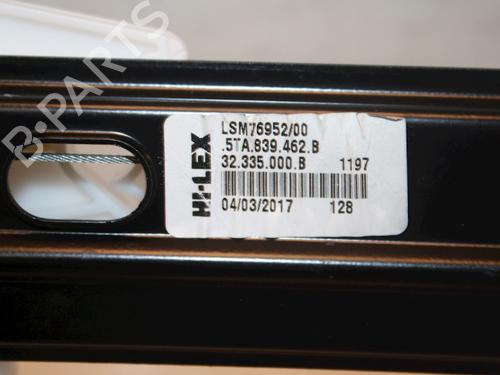 B-PARTS
HI-LEX
LSM76952/00
.5TA.839.462.B
32.335.000.B 1197
04/03/2017 128